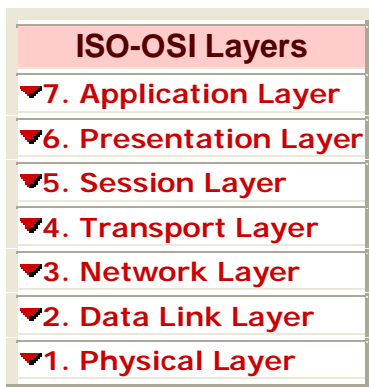 ISO-OSI Layers
7. Application Layer
6. Presentation Layer
5. Session Layer
4. Transport Layer
3. Network Layer
2. Data Link Layer
1. Physical Layer